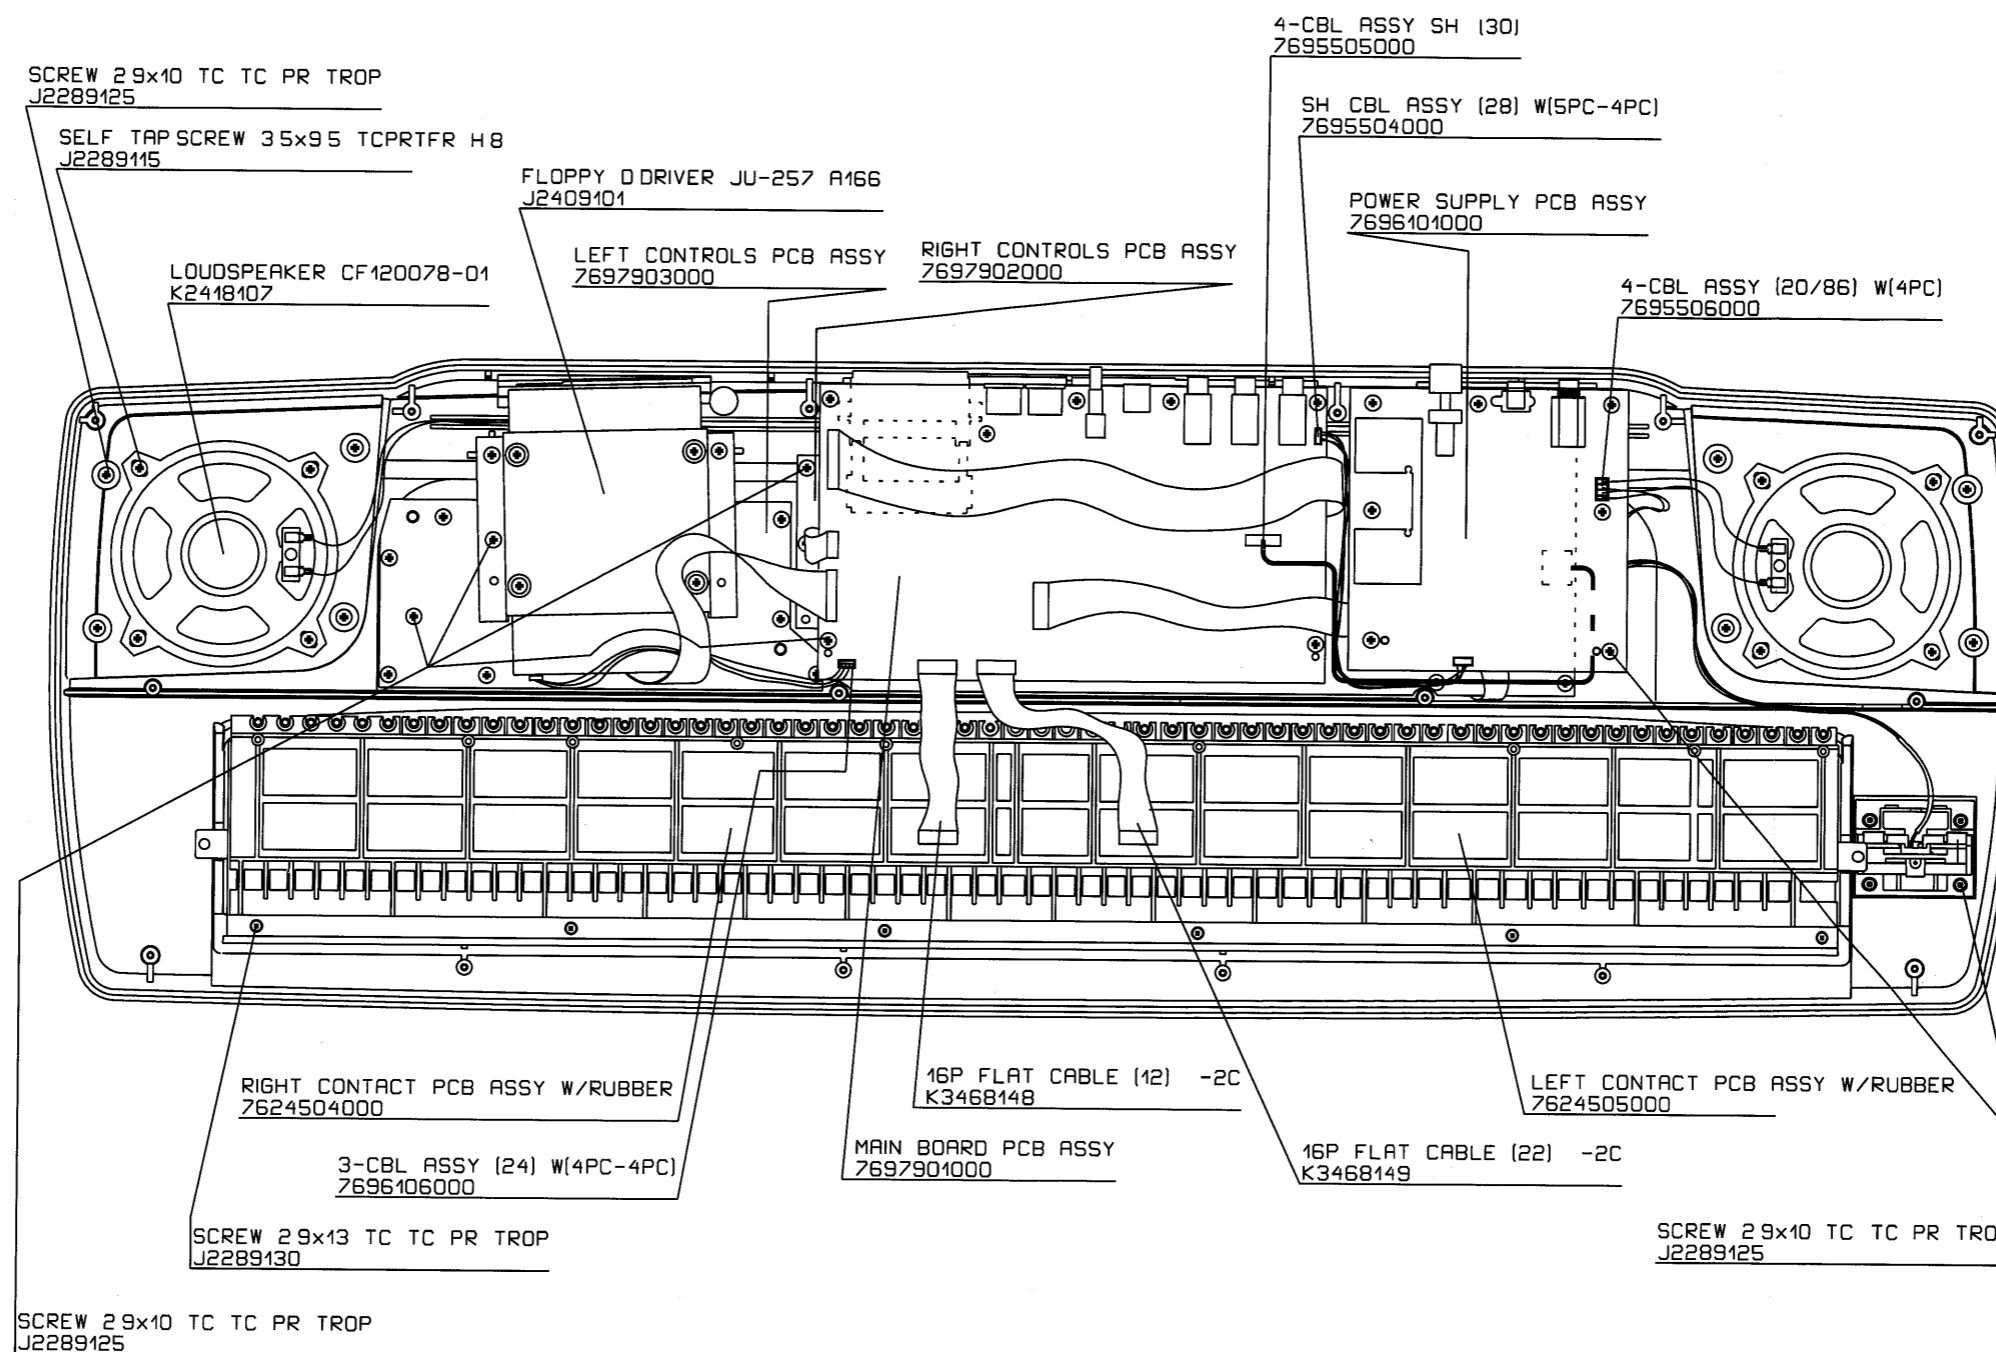 4-CBL ASSY SH (30)
7695505000
SCREW 2 9x10 TC TC PR TROP
J2289125
SH CBL ASSY (28) W(5PC-4PC)
7695504000
SELF TAP SCREW 3 5x9 5 TCPRTFR H 8
J2289115
FLOPPY D DRIVER JU-257 A166
J2409101
POWER SUPPLY PCB ASSY
7696101000
LEFT CONTROLS PCB ASSY
7697903000
RIGHT CONTROLS PCB ASSY
7697902000
LOUDSPEAKER CF120078-01
K2418107
4-CBL ASSY (20/86) W(4PC)
7695506000
RIGHT CONTACT PCB ASSY W/RUBBER
7624504000
16P FLAT CABLE (12) -2C
K3468148
LEFT CONTACT PCB ASSY W/RUBBER
7624505000
3-CBL ASSY (24) W(4PC-4PC)
7696106000
MAIN BOARD PCB ASSY
7697901000
16P FLAT CABLE (22) -2C
K3468149
SCREW 2 9x13 TC TC PR TROP
J2289130
SCREW 2 9x10 TC TC PR TRO
J2289125
SCREW 2 9x10 TC TC PR TROP
J2289125